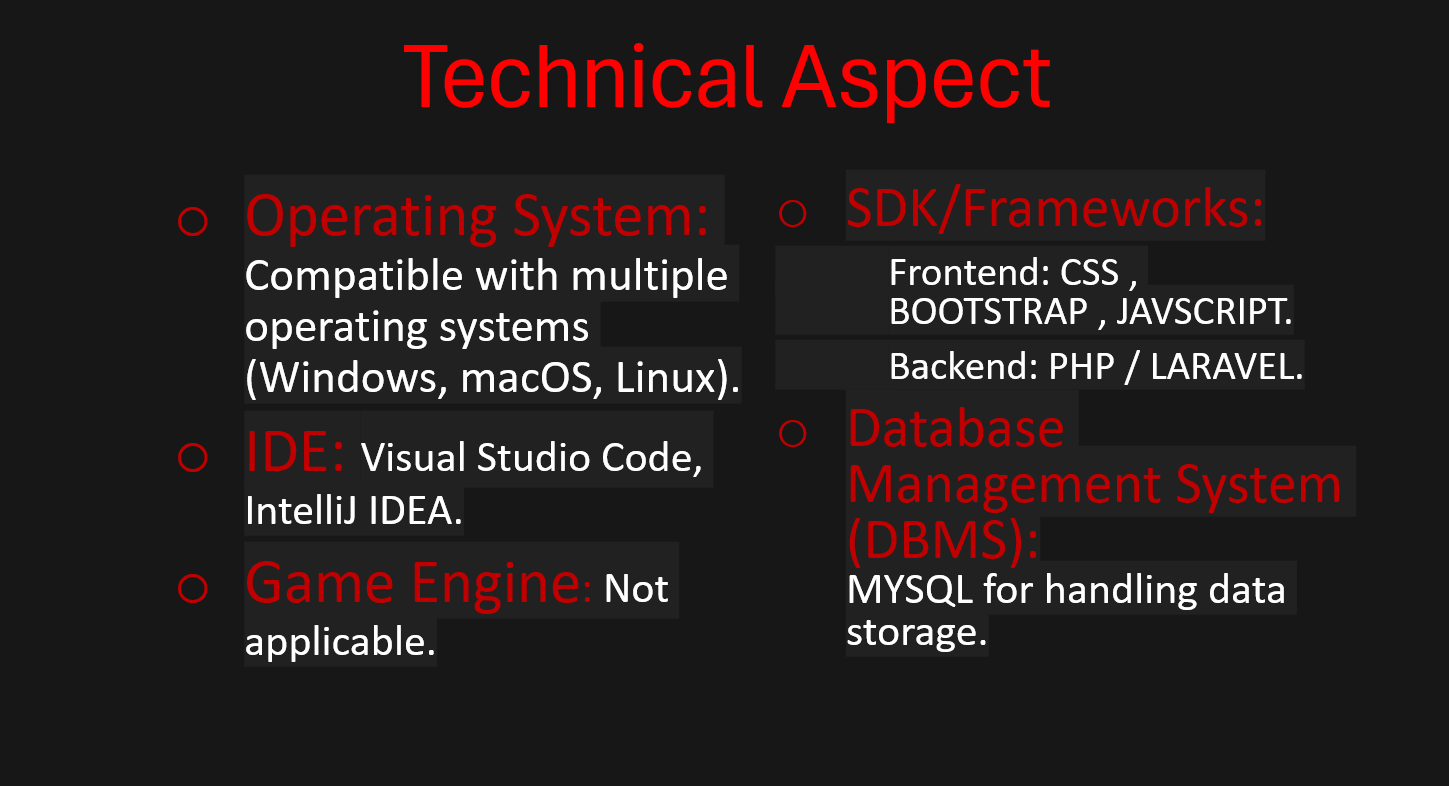 Technical Aspect
Operating System:
Compatible with multiple
operating systems
(Windows, macOS, Linux).
IDE: Visual Studio Code,
IntelliJ IDEA.
Game Engine: Not
applicable.
SDK/Frameworks:
Frontend: CSS ,
BOOTSTRAP , JAVSCRIPT.
Backend: PHP / LARAVEL.
Database
Management System
(DBMS):
MYSQL for handling data
storage.